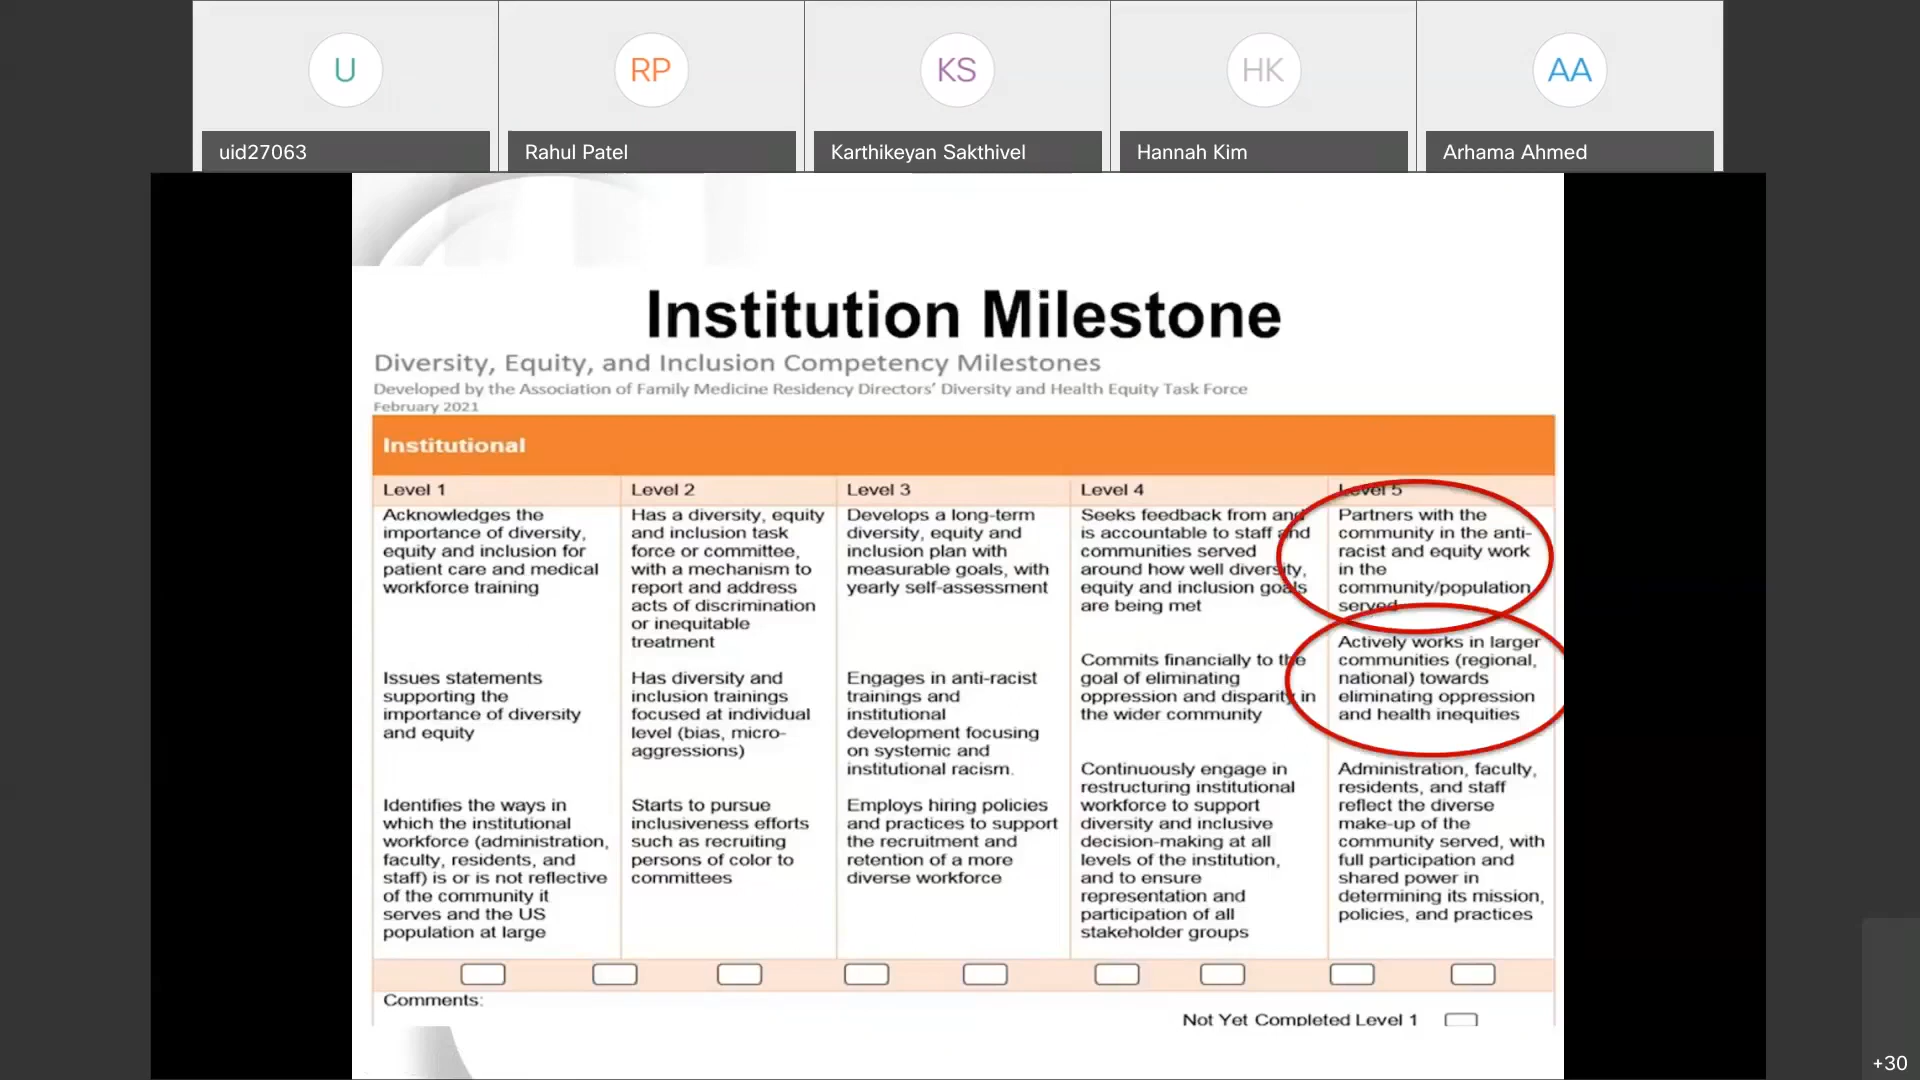 U
RP
KS
HK
AA
uid27063
Rahul Patel
Karthikeyan Sakthivel
Hannah Kim
Arhama Ahmed
Institution Milestone
Diversity, Equity, and Inclusion Competency Milestones
Developed by the Association of Family Medicine Residency Directors' Diversity and Health Equity Task Force
February 2021
Institutional
Level 1
Acknowledges the
importance of diversity,
equity and inclusion for
patient care and medical
workforce training
Issues statements
supporting the
importance of diversity
and equity
Identifies the ways in
which the institutional
workforce (administration,
faculty, residents, and
staff) is or is not reflective
of the community it
serves and the US
population at large
Level 2
Has a diversity, equity
and inclusion task
force or committee,
with a mechanism to
report and address
acts of discrimination
or inequitable
treatment
Has diversity and
inclusion trainings
focused at individual
level (bias, micro-
aggressions)
Starts to pursue
inclusiveness efforts
such as recruiting
persons of color to
committees
Level 3
Develops a long-term
diversity, equity and
inclusion plan with
measurable goals, with
yearly self-assessment
Engages in anti-racist
trainings and
institutional
development focusing
on systemic and
institutional racism.
Employs hiring policies
and practices to support
the recruitment and
retention of a more
diverse workforce
Level 4
Seeks feedback from and
is accountable to staff and
communities served
around how well diversity,
equity and inclusion goals
are being met
Commits financially to the
goal of eliminating
oppression and disparity in
the wider community
Continuously engage in
restructuring institutional
workforce to support
diversity and inclusive
decision-making at all
levels of the institution,
and to ensure
representation and
participation of all
stakeholder groups
Level 5
Partners with the
community in the anti-
racist and equity work
in the
community/population
served
Actively works in larger
communities (regional,
national) towards
eliminating oppression
and health inequities
Administration, faculty,
residents, and staff
reflect the diverse
make-up of the
community served, with
full participation and
shared power in
determining its mission,
policies, and practices
Comments:
Not Yet Completed Level 1
+30